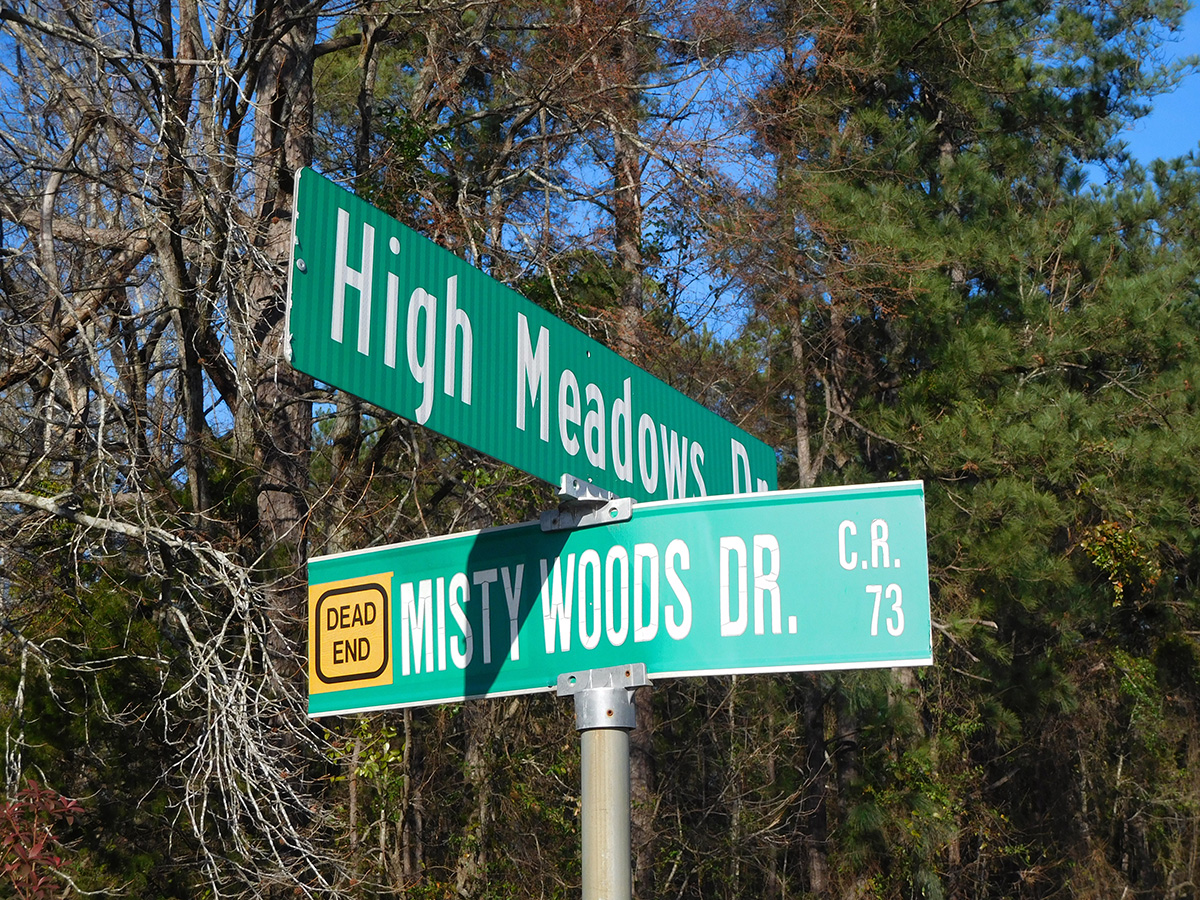 High Meadows Dr
DEAD
END
MISTY WOODS DR.
C.R.
73